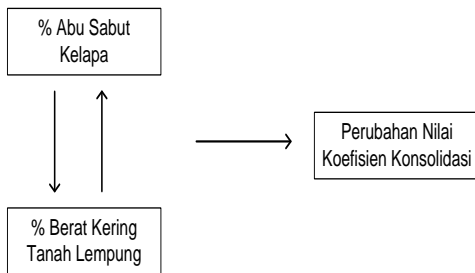 % Abu Sabut
Kelapa
Perubahan Nilai
Koefisien Konsolidasi
% Berat Kering
Tanah Lempung